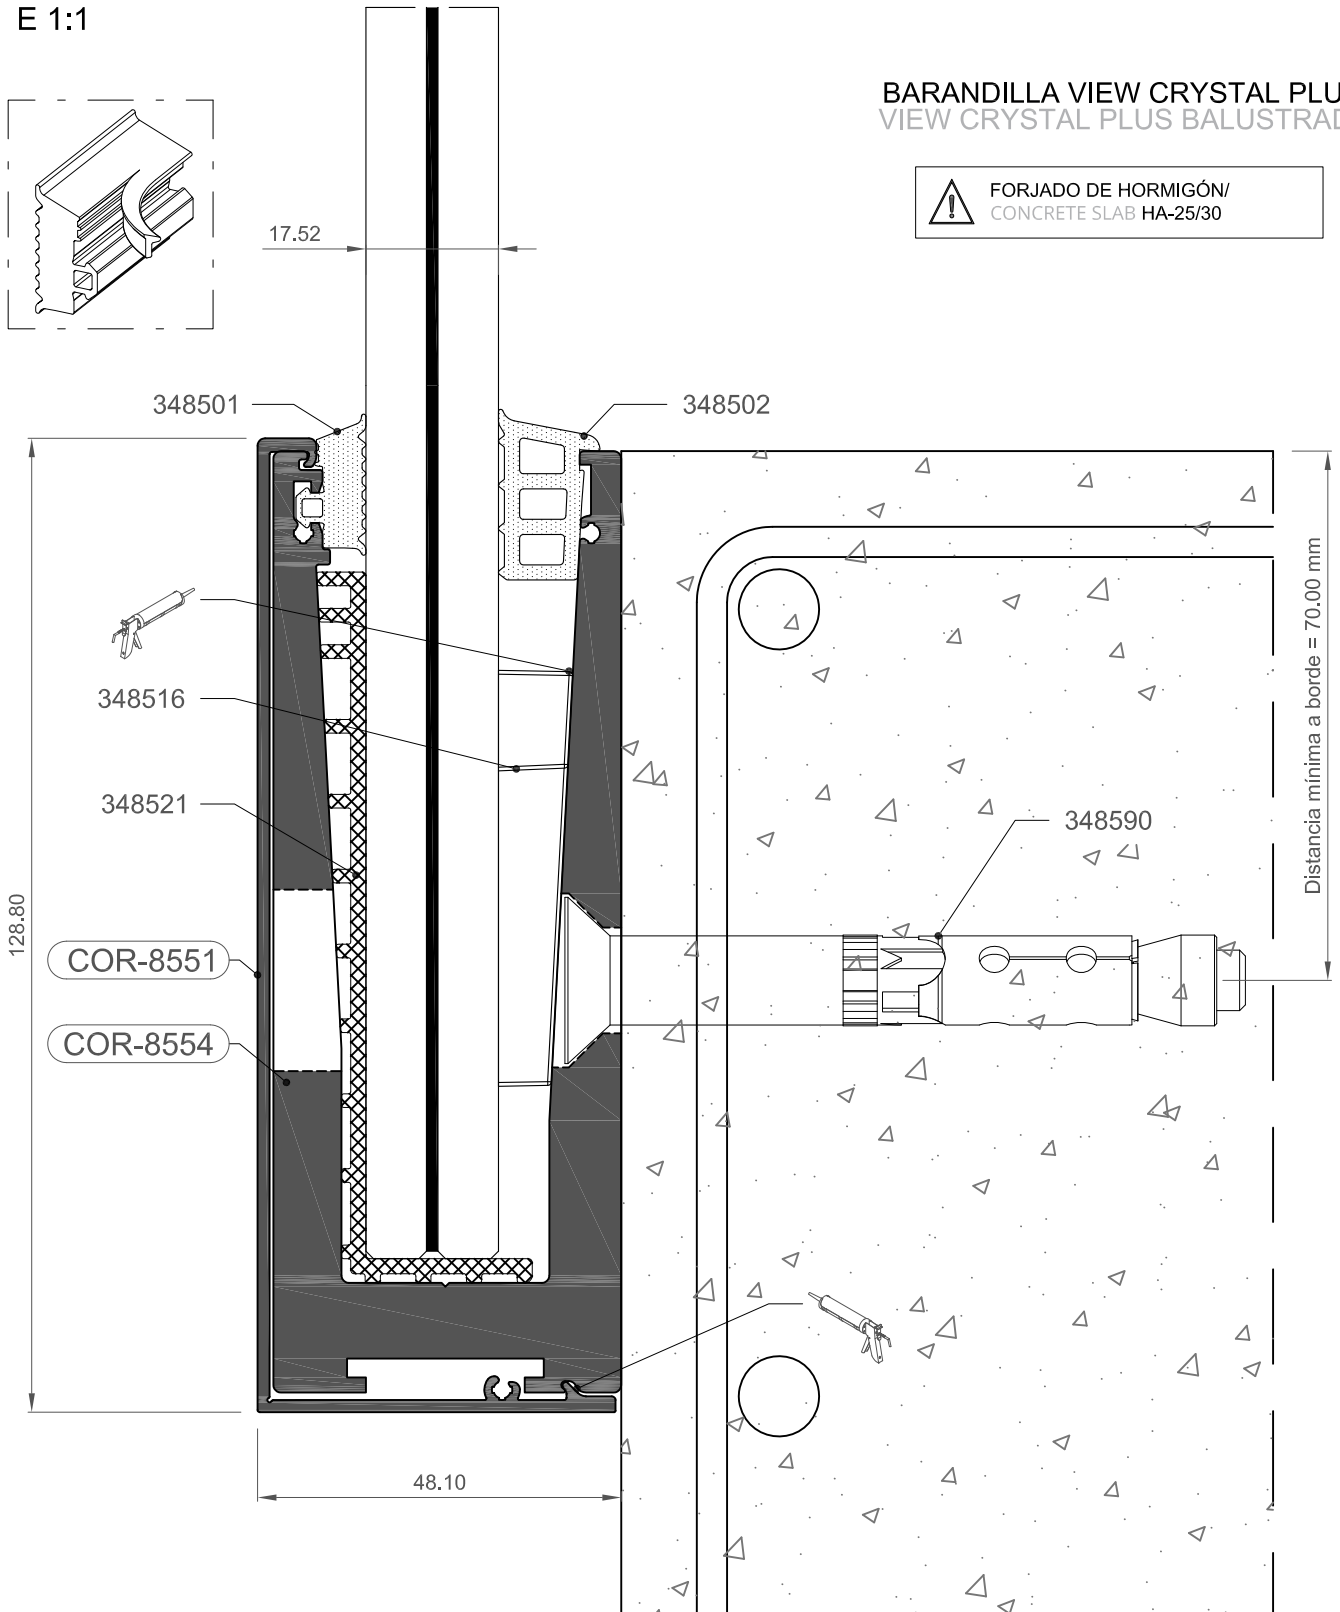 E 1:1
BARANDILLA VIEW CRYSTAL PLU
VIEW CRYSTAL PLUS BALUSTRAD
FORJADO DE HORMIGÓN/
CONCRETE SLAB HA-25/30
17.52
348501
348502
348516
348521
348590
Distancia mínima a borde = 70.00 mm
128.80
COR-8551
COR-8554
48.10